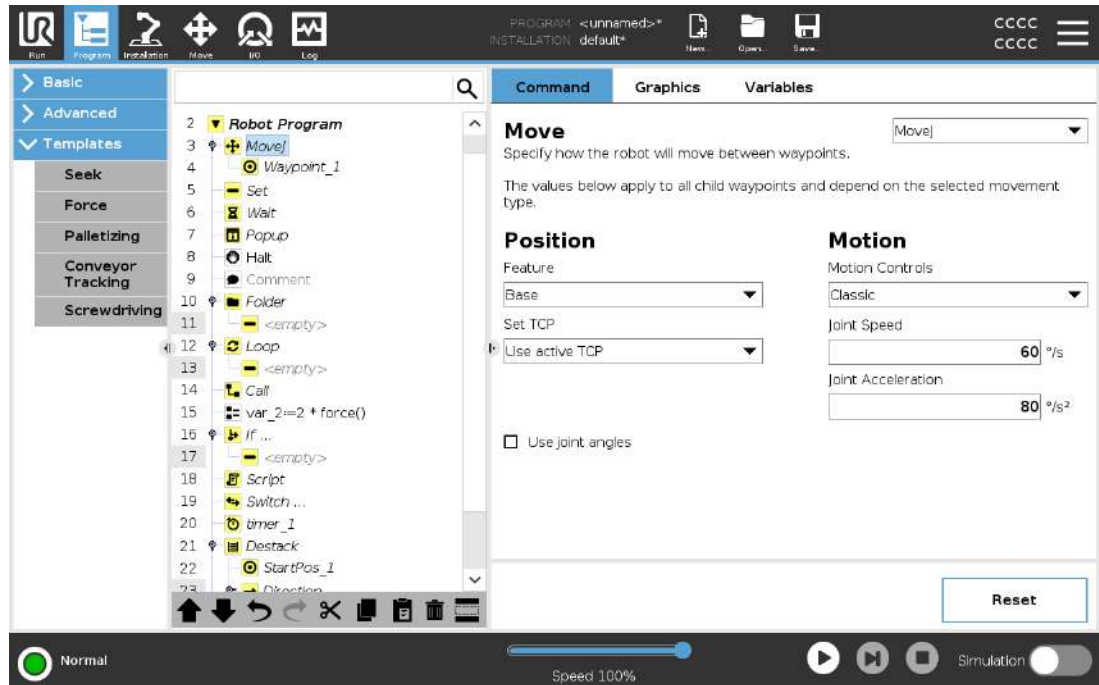 PROGRAM <unnamed>*
INSTALLATION default*
CCCC
CCCC
Run
Program
Installation
Move
I/O
Log
New...
Open...
Save...
Basic
Advanced
Templates
Seek
Force
Palletizing
Conveyor
Tracking
Screwdriving
2 Robot Program
3 MoveJ
4 Waypoint_1
5 Set
6 Wait
7 Popup
8 Halt
9 Comment
10 Folder
11 <empty>
12 Loop
13 <empty>
14 Call
15 var_2:=2 * force()
16 If ...
17 <empty>
18 Script
19 Switch ...
20 timer_1
21 Destack
22 StartPos_1
23 Direction
Command
Graphics
Variables
Move
MoveJ
Specify how the robot will move between waypoints.
The values below apply to all child waypoints and depend on the selected movement
type.
Position
Feature
Base
Set TCP
Use active TCP
Use joint angles
Motion
Motion Controls
Classic
Joint Speed
60 °/s
Joint Acceleration
80 °/s²
Reset
Normal
Speed 100%
Simulation